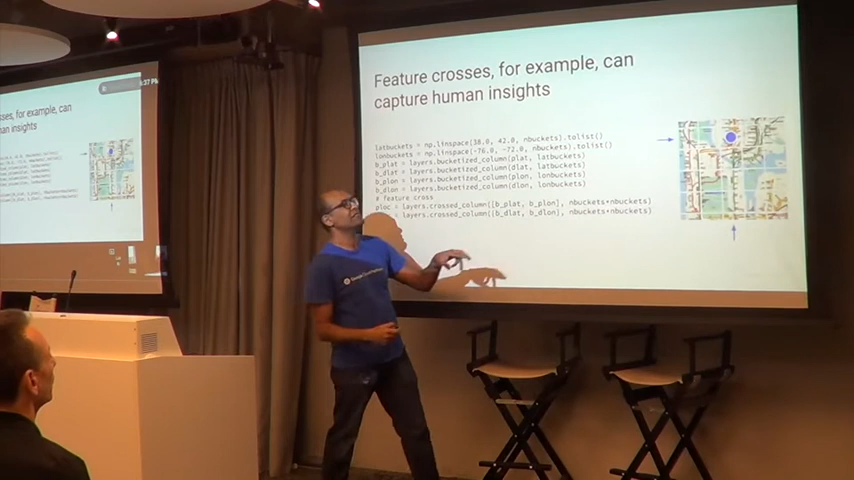 Feature crosses, for example, can
capture human insights
latbuckets = np.linspace(38.0, 42.0, nbuckets).tolist()
lonbuckets = np.linspace(-76.0, -72.0, nbuckets).tolist()
b_plat = layers.bucketized_column(plat, latbuckets)
b_dlat = layers.bucketized_column(dlat, latbuckets)
b_plon = layers.bucketized_column(plon, lonbuckets)
b_dlon = layers.bucketized_column(dlon, lonbuckets)
# feature cross
ploc = layers.crossed_column([b_plat, b_plon], nbuckets*nbuckets)
= layers.crossed_column([b_dlat, b_dlon], nbuckets*nbuckets)
for example, can
insights